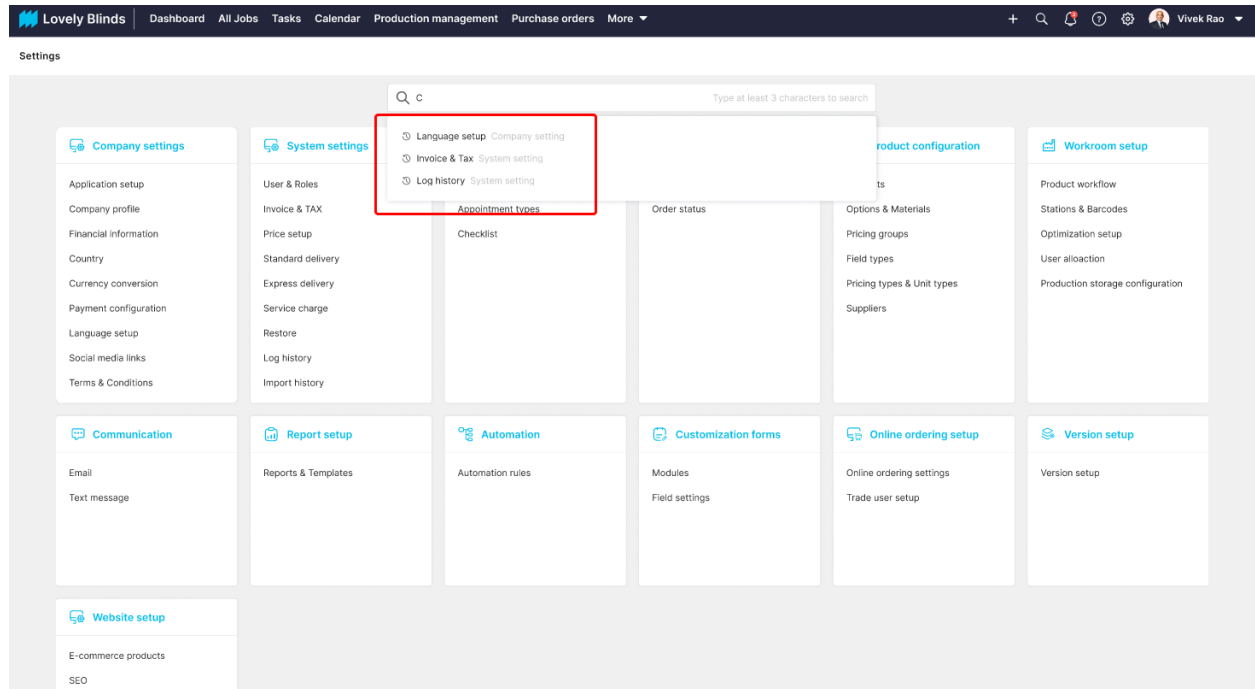 Lovely Blinds Dashboard All Jobs Tasks Calendar Production management Purchase orders More Vivek Rao
Settings
C Type at least 3 characters to search
Language setup Company setting
Invoice & Tax System setting
Log history System setting
Company settings
Application setup
Company profile
Financial information
Country
Currency conversion
Payment configuration
Language setup
Social media links
Terms & Conditions
System settings
User & Roles
Invoice & TAX
Price setup
Standard delivery
Express delivery
Service charge
Restore
Log history
Import history
Appointment types
Checklist
Order status
roduct configuration
ts
Options & Materials
Pricing groups
Field types
Pricing types & Unit types
Suppliers
Workroom setup
Product workflow
Stations & Barcodes
Optimization setup
User alloaction
Production storage configuration
Communication
Email
Text message
Report setup
Reports & Templates
Automation
Automation rules
Customization forms
Modules
Field settings
Online ordering setup
Online ordering settings
Trade user setup
Version setup
Version setup
Website setup
E-commerce products
SEO